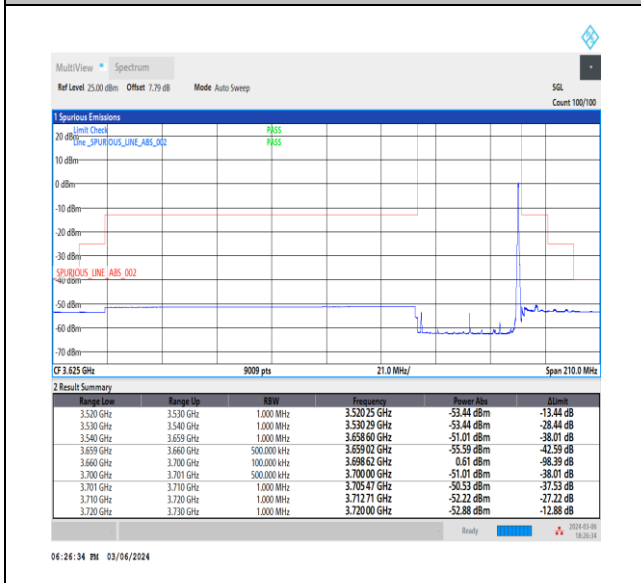 MultiView Spectrum
Ref Level 25.00 dBm Offset 7.79 dB Mode Auto Sweep SGL
Count 100/100
1 Spurious Emissions
Limit Check PASS
20 dBm
Line _SPURIOUS_LINE_ABS_002 PASS
10 dBm
0 dBm
-10 dBm
-20 dBm
-30 dBm
SPURIOUS_LINE_ABS_002
-40 dBm
-50 dBm
-60 dBm
-70 dBm
CF 3.625 GHz 9009 pts 21.0 MHz/ Span 210.0 MHz
2 Result Summary
Range Low Range Up RBW Frequency Power Abs ΔLimit
3.520 GHz 3.530 GHz 1.000 MHz 3.520 25 GHz -53.44 dBm -13.44 dB
3.530 GHz 3.540 GHz 1.000 MHz 3.530 29 GHz -53.44 dBm -28.44 dB
3.540 GHz 3.659 GHz 1.000 MHz 3.658 60 GHz -51.01 dBm -38.01 dB
3.659 GHz 3.660 GHz 500.000 kHz 3.659 02 GHz -55.59 dBm -42.59 dB
3.660 GHz 3.700 GHz 100.000 kHz 3.698 62 GHz 0.61 dBm -98.39 dB
3.700 GHz 3.701 GHz 500.000 kHz 3.700 00 GHz -51.01 dBm -38.01 dB
3.701 GHz 3.710 GHz 1.000 MHz 3.705 47 GHz -50.53 dBm -37.53 dB
3.710 GHz 3.720 GHz 1.000 MHz 3.712 71 GHz -52.22 dBm -27.22 dB
3.720 GHz 3.730 GHz 1.000 MHz 3.720 00 GHz -52.88 dBm -12.88 dB
Ready 2024-03-06
18:26:34
06:26:34 PM 03/06/2024